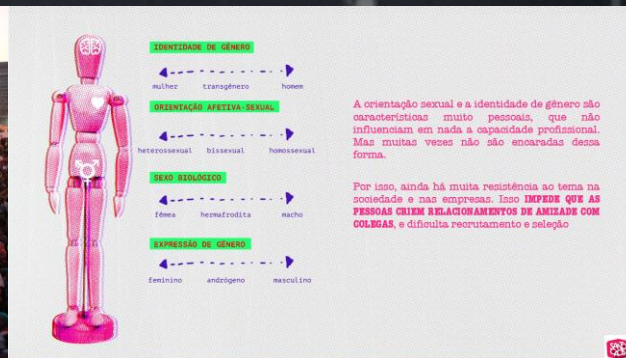 IDENTIDADE DE GÊNERO
mulher transgênero homem
ORIENTAÇÃO AFETIVA-SEXUAL
heterossexual bissexual homossexual
SEXO BIOLÓGICO
fêmea hermafrodita macho
EXPRESSÃO DE GÊNERO
feminino andrógeno masculino
A orientação sexual e a identidade de gênero são
características muito pessoais, que não
influenciam em nada a capacidade profissional.
Mas muitas vezes não são encaradas dessa
forma.
Por isso, ainda há muita resistência ao tema na
sociedade e nas empresas. Isso IMPEDE QUE AS
PESSOAS CRIEM RELACIONAMENTOS DE AMIZADE COM
COLEGAS, e dificulta recrutamento e seleção